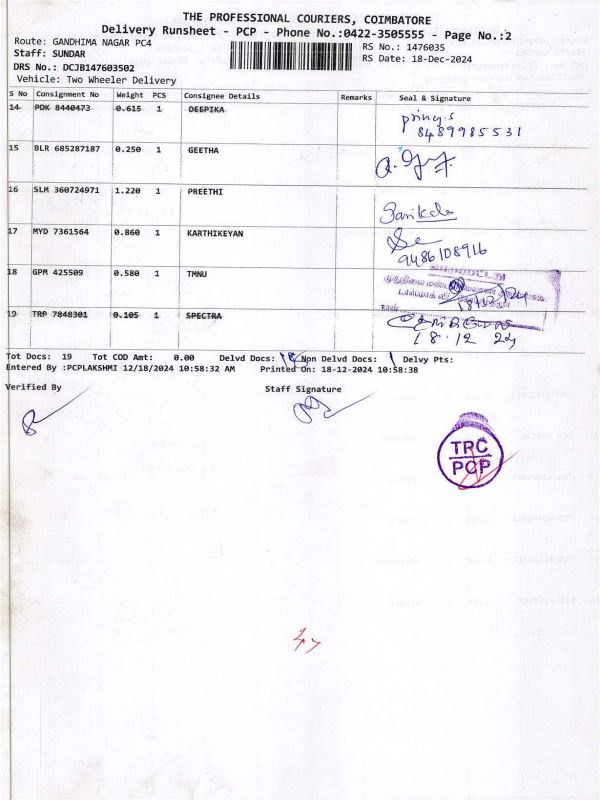 THE PROFESSIONAL COURIERS, COIMBATORE
Delivery Runsheet - PCP - Phone No.:0422-3505555 - Page No.:2
Route: GANDHIMA NAGAR PC4
RS No.: 1476035
Staff: SUNDAR
RS Date: 18-Dec-2024
DRS No.: DCJB147603502
Vehicle: Two Wheeler Delivery
S No Consignment No Weight PCS Consignee Details Remarks Seal & Signature
14 PDK 8440473 0.615 1 DEEPIKA
princy.s
8489985531
15 BLR 685287187 0.250 1 GEETHA
16 SLM 360724971 1.220 1 PREETHI
17 MYD 7361564 0.860 1 KARTHIKEYAN
9486108916
18 GPM 425509 0.580 1 TMNU
19 TRP 7848301 0.105 1 SPECTRA
18.12.24
Tot Docs: 19 Tot COD Amt: 0.00 Delvd Docs: Non Delvd Docs: Delvy Pts:
Entered By :PCPLAKSHMI 12/18/2024 10:58:32 AM Printed On: 18-12-2024 10:58:38
Verified By Staff Signature
TPC
PCP